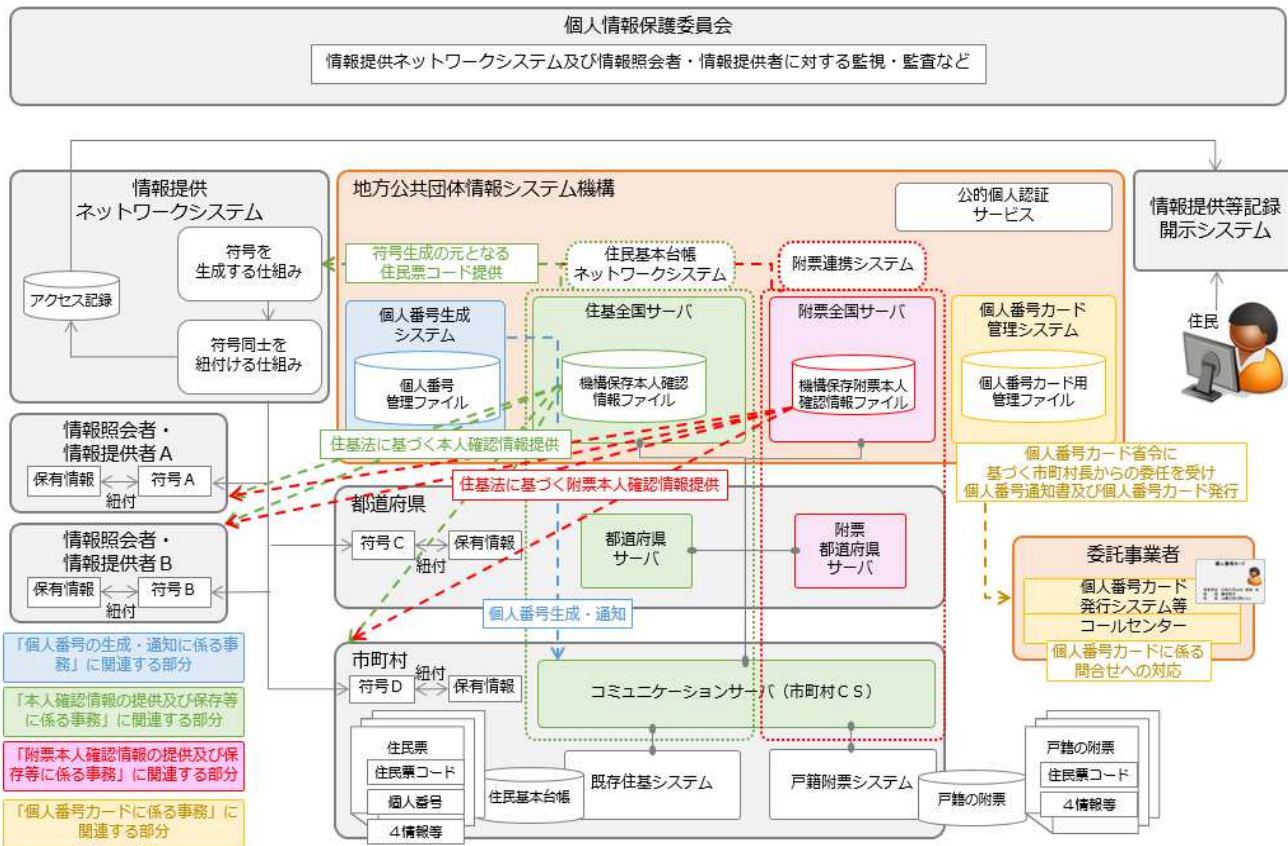 個人情報保護委員会
情報提供ネットワークシステム及び情報照会者・情報提供者に対する監視・監査など
情報提供
ネットワークシステム
符号を
生成する仕組み
アクセス記録
符号同士を
紐付ける仕組み
地方公共団体情報システム機構
公的個人認証
サービス
符号生成の元となる
住民票コード提供
住民基本台帳
ネットワークシステム
附票連携システム
個人番号生成
システム
個人番号
管理ファイル
住基全国サーバ
機構保存本人確認
情報ファイル
附票全国サーバ
機構保存附票本人
確認情報ファイル
個人番号カード
管理システム
個人番号カード用
管理ファイル
情報提供等記録
開示システム
住民
情報照会者・
情報提供者A
保有情報
符号A
紐付
情報照会者・
情報提供者B
保有情報
符号B
紐付
住基法に基づく本人確認情報提供
住基法に基づく附票本人確認情報提供
個人番号カード省令に
基づく市町村長からの委任を受け
個人番号通知書及び個人番号カード発行
都道府県
符号C
保有情報
紐付
都道府県
サーバ
附票
都道府県
サーバ
個人番号生成・通知
委託事業者
個人番号カード
発行システム等
コールセンター
個人番号カードに係る
問合せへの対応
個人番号カード
市町村
符号D
紐付
保有情報
コミュニケーションサーバ（市町村CS）
住民票
住民票コード
個人番号
4情報等
住民基本台帳
既存住基システム
戸籍附票システム
戸籍の附票
戸籍の附票
住民票コード
4情報等
「個人番号の生成・通知に係る事
務」に関連する部分
「本人確認情報の提供及び保存等
に係る事務」に関連する部分
「附票本人確認情報の提供及び保
存等に係る事務」に関連する部分
「個人番号カードに係る事務」に
関連する部分